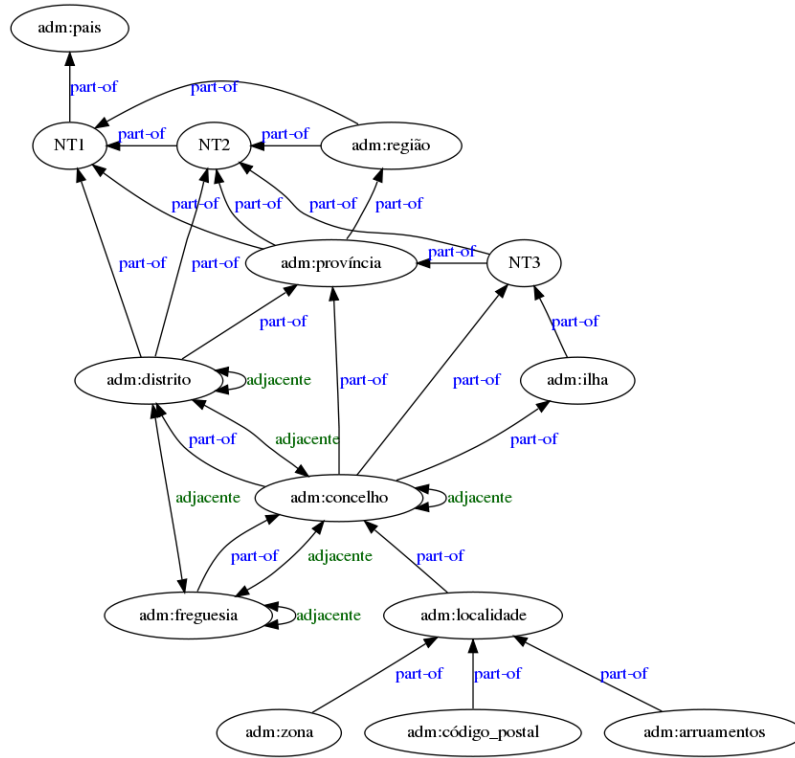 adm:pais
part-of
part-of
NT1
part-of
NT2
part-of
adm:região
part-of
part-of
part-of
part-of
part-of
adm:província
part-of
NT3
part-of
part-of
adm:distrito
adjacente
part-of
part-of
adm:ilha
part-of
adjacente
part-of
adjacente
adm:concelho
adjacente
part-of
adjacente
part-of
adm:freguesia
adjacente
adm:localidade
part-of
part-of
part-of
adm:zona
adm:código_postal
adm:arruamentos